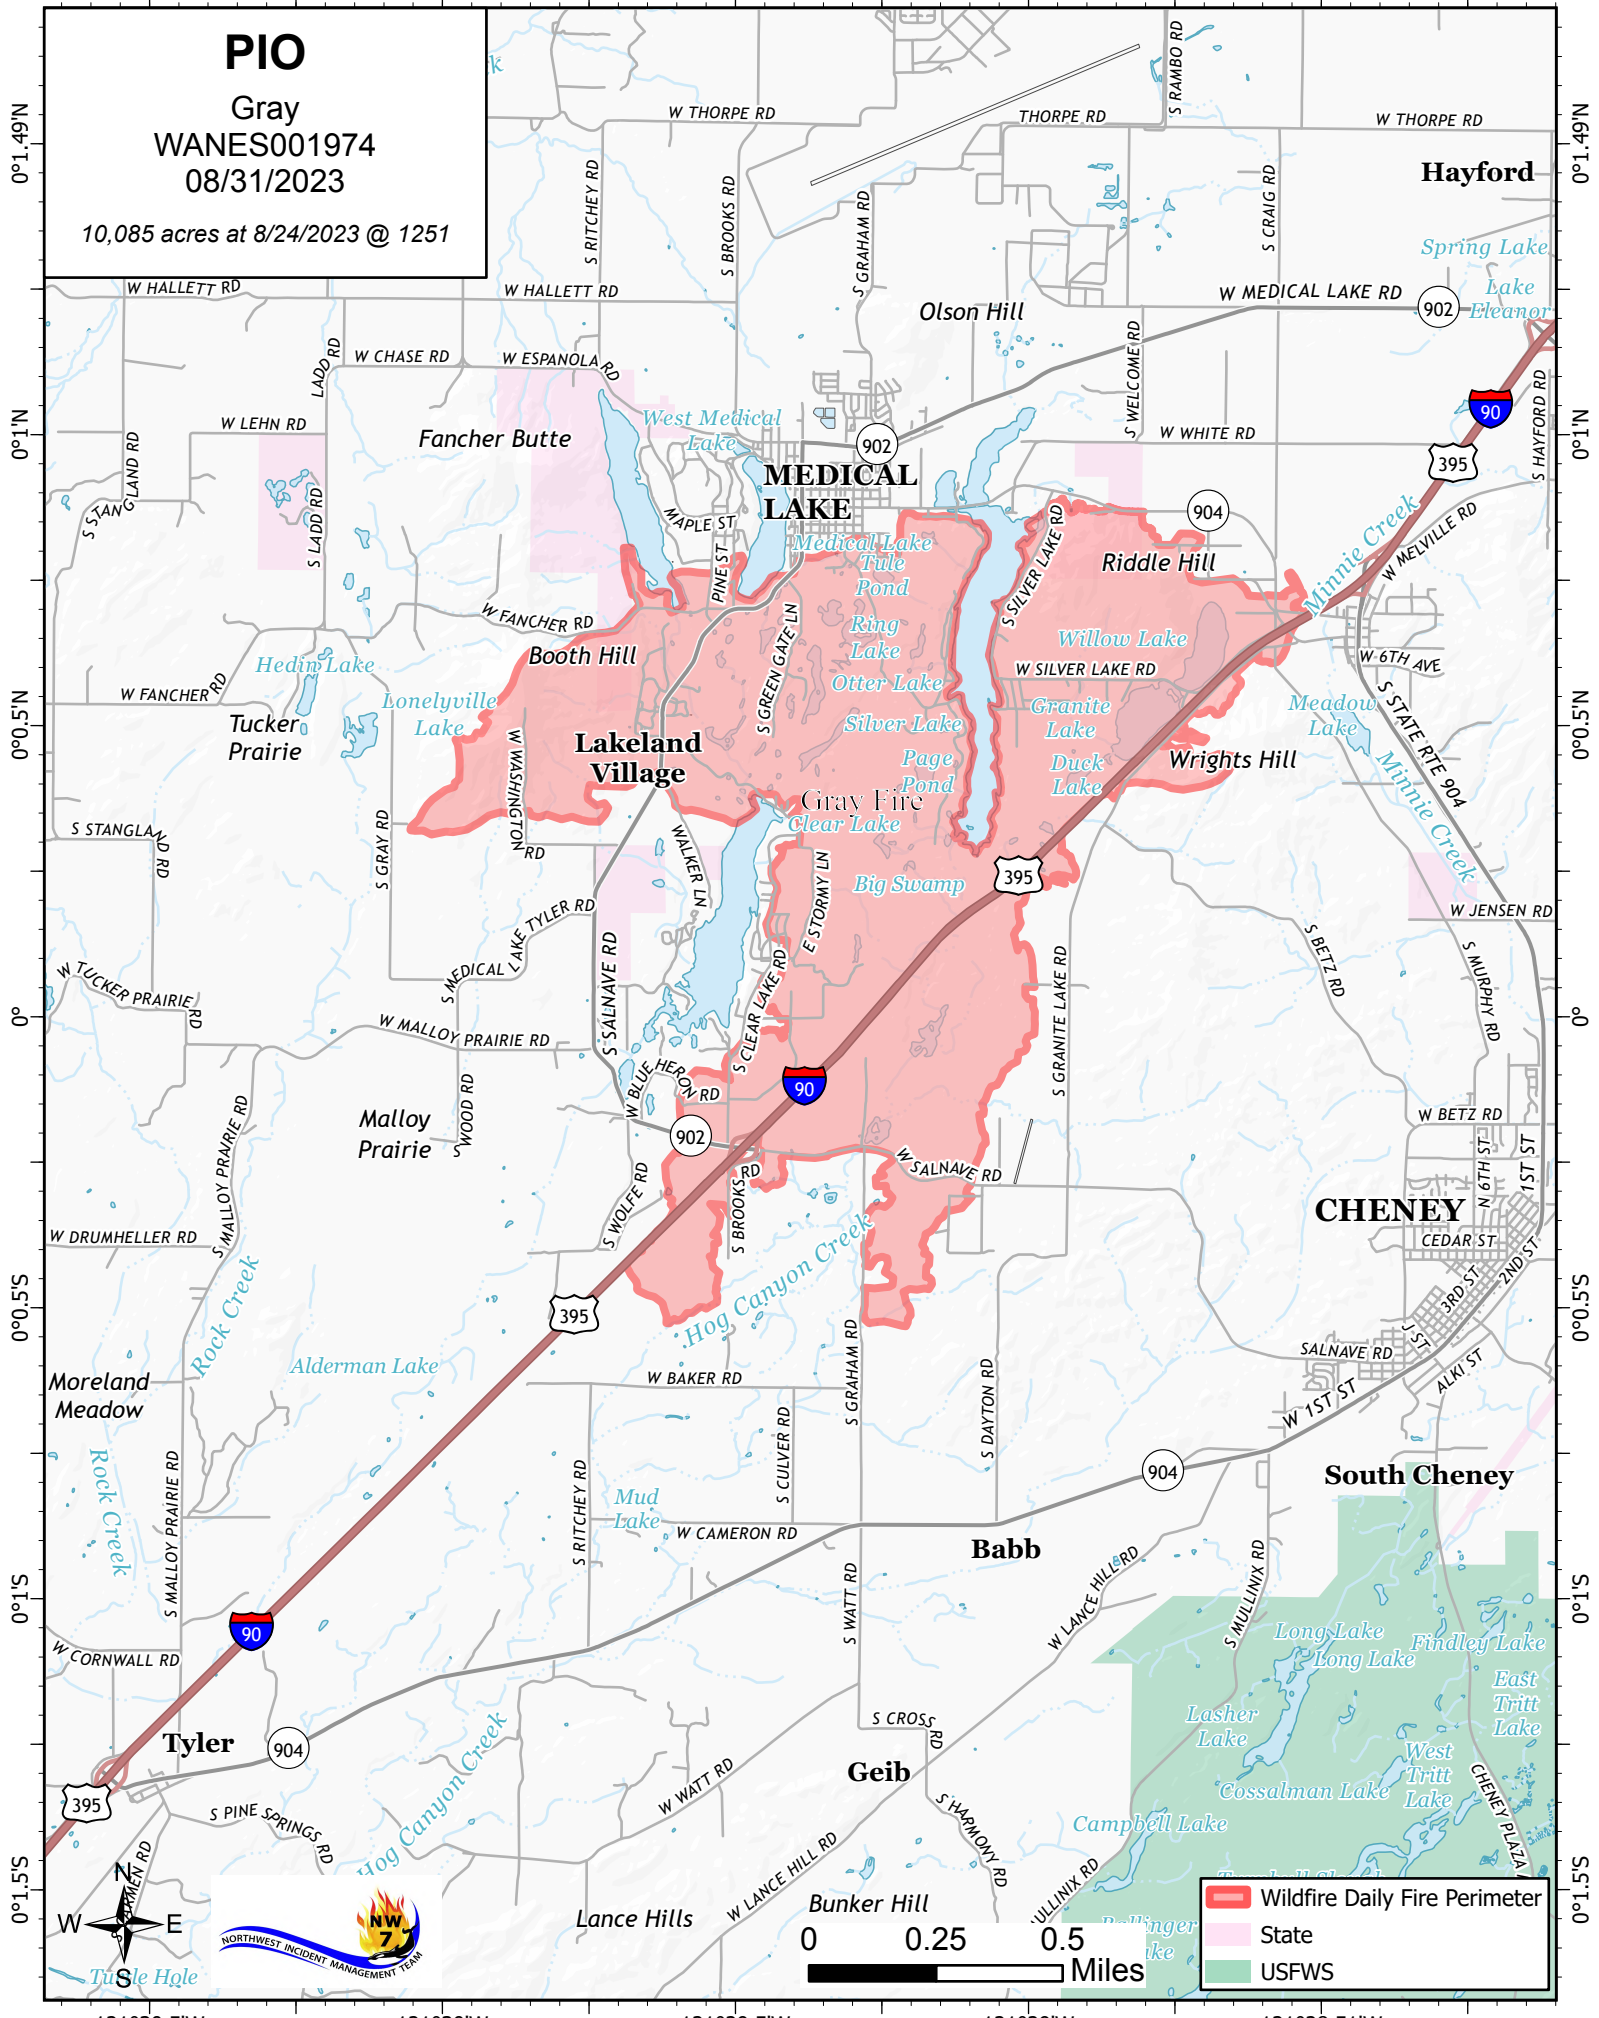 PIO
Gray
WANES001974
08/31/2023
10,085 acres at 8/24/2023 @ 1251
W THORPE RD
THORPE RD
S RAMBO RD
W THORPE RD
0°1.49'N
0°1.49'N
Hayford
S RITCHEY RD
S BROOKS RD
S GRAHAM RD
S CRAIG RD
Spring Lake
Lake
Eleanor
W HALLETT RD
W HALLETT RD
Olson Hill
W MEDICAL LAKE RD
902
LADD RD
W CHASE RD
W ESPANOLA RD
S WELCOME RD
S HAYFORD RD
90
W LEHN RD
Fancher Butte
West Medical
Lake
902
W WHITE RD
395
0°1'N
0°1'N
S STANGLAND RD
S LADD RD
MEDICAL
LAKE
MAPLE ST
PINE ST
904
Minnie Creek
W MELVILLE RD
Medical Lake
Tule
Pond
S SILVER LAKE RD
Riddle Hill
W FANCHER RD
Booth Hill
S GREEN GATE LN
Ring
Lake
Willow Lake
W 6TH AVE
Hedin Lake
W SILVER LAKE RD
W FANCHER RD
Lonelyville
Lake
Otter Lake
Granite
Lake
Meadow
Lake
S STATE RTE 904
0°0.5'N
0°0.5'N
Tucker
Prairie
Silver Lake
W WASHINGTON RD
Lakeland
Village
Page
Pond
Duck
Lake
Wrights Hill
Minnie Creek
Gray Fire
Clear Lake
S STANGLAND RD
S GRAY RD
WALKER LN
E STORMY LN
395
Big Swamp
W JENSEN RD
S MEDICAL LAKE TYLER RD
S SALNAVE RD
S BETZ RD
S MURPHY RD
W TUCKER PRAIRIE RD
S CLEAR LAKE RD
S GRANITE LAKE RD
0°
0°
W MALLOY PRAIRIE RD
W BLUE HERON RD
90
S WOOD RD
Malloy
Prairie
902
W BETZ RD
S MALLOY PRAIRIE RD
S WOLFE RD
S BROOKS RD
W SALNAVE RD
N 6TH ST
1ST ST
CHENEY
W DRUMHELLER RD
CEDAR ST
2ND ST
3RD ST
Rock Creek
Hog Canyon Creek
395
0°0.5'S
0°0.5'S
J ST
SALNAVE RD
ALKI ST
Alderman Lake
Moreland
Meadow
W BAKER RD
S GRAHAM RD
S DAYTON RD
W 1ST ST
S CULVER RD
Rock Creek
S MALLOY PRAIRIE RD
S RITCHEY RD
904
South Cheney
Mud
Lake
W CAMERON RD
Babb
0°1'S
0°1'S
S WATT RD
W LANCE HILL RD
S MULLINIX RD
90
W CORNWALL RD
Long Lake
Long Lake
Findley Lake
East
Tritt
Lake
Lasher
Lake
Tyler
904
S CROSS RD
West
Tritt
Lake
Geib
Cossalman Lake
395
W WATT RD
Hog Canyon Creek
S PINE SPRINGS RD
S HARMONY RD
Campbell Lake
CHENEY PLAZA
W LANCE HILL RD
0°1.5'S
0°1.5'S
N
W
E
S
NW
7
NORTHWEST INCIDENT MANAGEMENT TEAM
Lance Hills
Bunker Hill
0
0.25
0.5
Miles
Wildfire Daily Fire Perimeter
State
USFWS